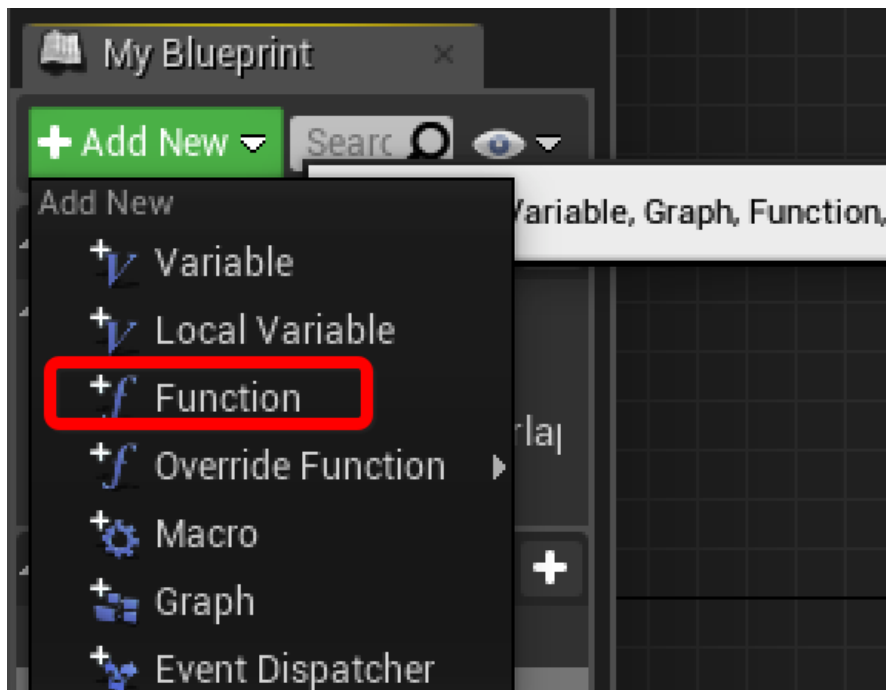 My Blueprint
Add New
Searc
Add New
Variable, Graph, Function,
Variable
Local Variable
Function
Override Function
Macro
Graph
Event Dispatcher